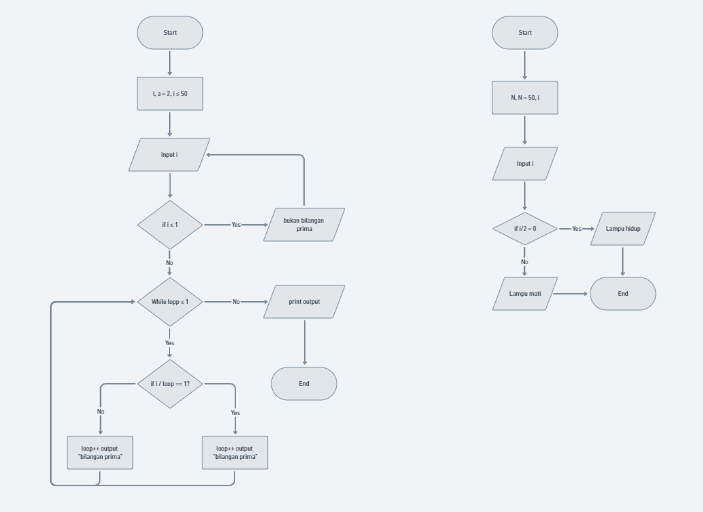 Start
i, a = 2, i ≤ 50
Input i
if i ≤ 1
Yes
bukan bilangan
prima
No
While lopp ≤ 1
No
print output
Yes
End
if i / loop == 1?
No
Yes
loop++ output
"bilangan prima"
loop++ output
"bilangan prima"
Start
N, N = 50, i
Input i
if i/2 = 0
Yes
Lampu hidup
No
Lampu mati
End